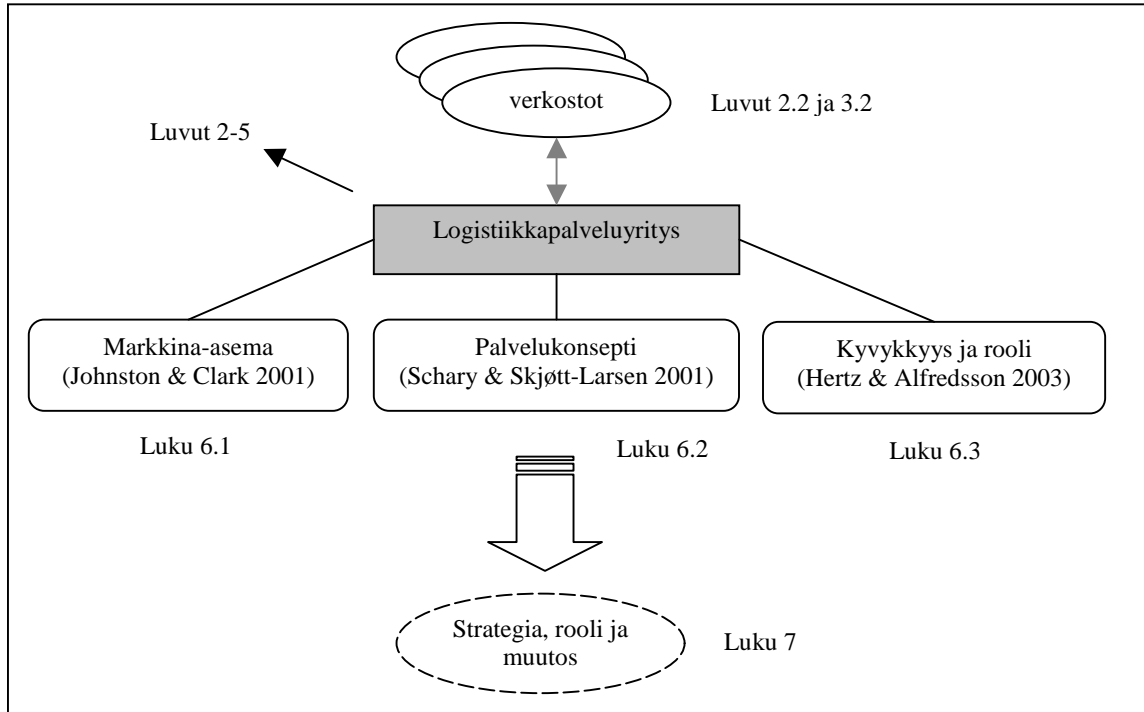 verkostot
Luvut 2.2 ja 3.2
Luvut 2-5
Logistiikkapalveluyritys
Markkina-asema
(Johnston & Clark 2001)
Palvelukonsepti
(Schary & Skjøtt-Larsen 2001)
Kyvykkyys ja rooli
(Hertz & Alfredsson 2003)
Luku 6.1
Luku 6.2
Luku 6.3
Strategia, rooli ja
muutos
Luku 7